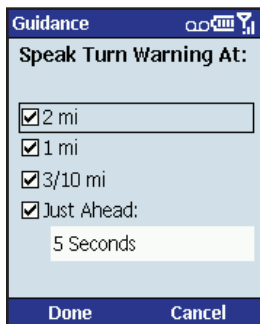 Guidance
Speak Turn Warning At:
2 mi
1 mi
3/10 mi
Just Ahead:
5 Seconds
Done Cancel